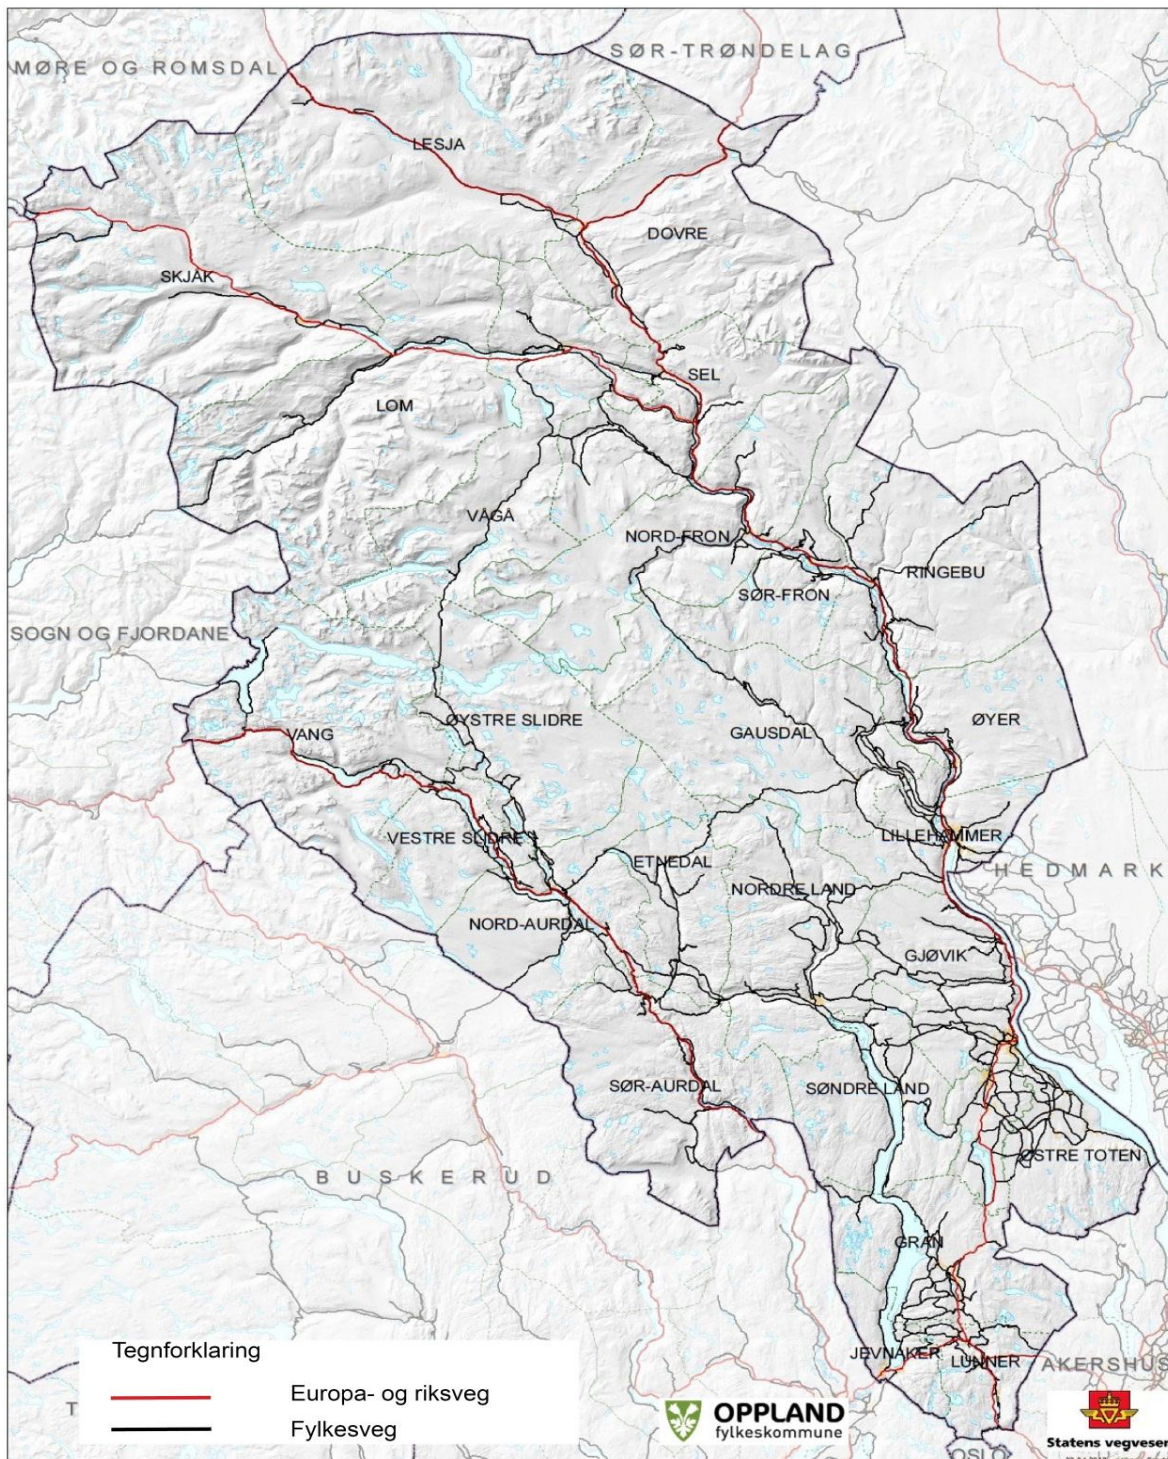 SØR-TRØNDELAG
MØRE OG ROMSDAL
LESJA
DOVRE
SKJÅK
SEL
LOM
VÅGÅ
NORD-FRON
RINGEBU
SØR-FRON
SOGN OG FJORDANE
ØYSTRE SLIDRE
ØYER
VANG
GAUSDAL
VESTRE SLIDRE
LILLEHAMMER
ETNEDAL
HEDMARK
NORDRE LAND
NORD-AURDAL
GJØVIK
SØR-AURDAL
SØNDRE LAND
ØSTRE TOTEN
BUSKERUD
GRAN
JEVNAKER
LUNNER
AKERSHUS
Tegnforklaring
Europa- og riksveg
Fylkesveg
T
OPPLAND
fylkeskommune
Statens vegvesen
OSLO